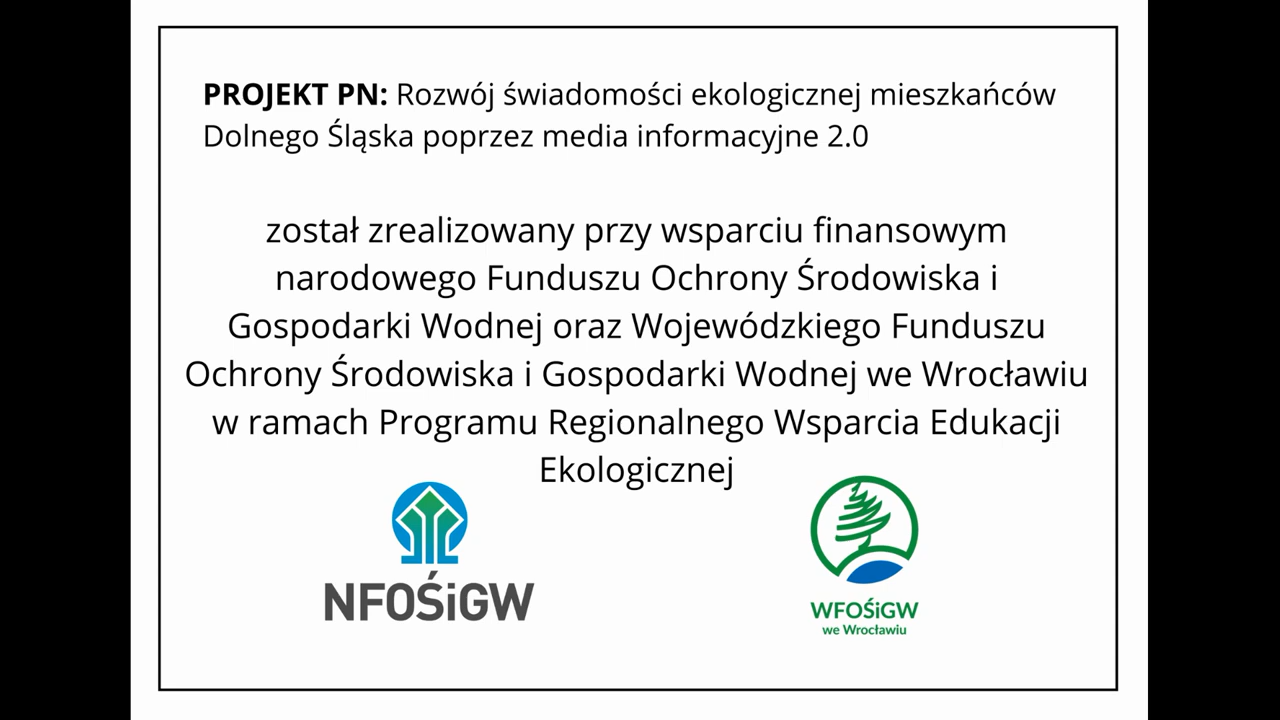 PROJEKT PN: Rozwój świadomości ekologicznej mieszkańców
Dolnego Śląska poprzez media informacyjne 2.0
został zrealizowany przy wsparciu finansowym
narodowego Funduszu Ochrony Środowiska i
Gospodarki Wodnej oraz Wojewódzkiego Funduszu
Ochrony Środowiska i Gospodarki Wodnej we Wrocławiu
w ramach Programu Regionalnego Wsparcia Edukacji
Ekologicznej
NFOŚiGW
WFOŚiGW
we Wrocławiu